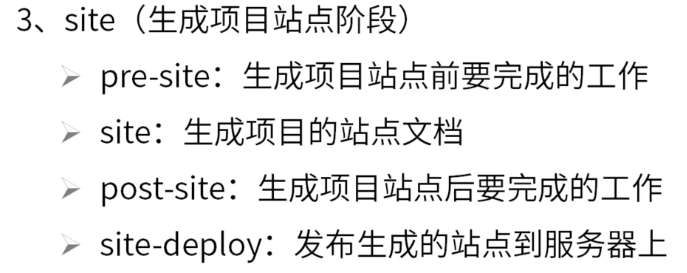 3、site（生成项目站点阶段）
pre-site：生成项目站点前要完成的工作
site：生成项目的站点文档
post-site：生成项目站点后要完成的工作
site-deploy：发布生成的站点到服务器上